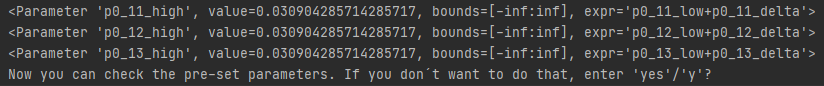 <Parameter 'p0_11_high', value=0.030904285714285717, bounds=[-inf:inf], expr='p0_11_low+p0_11_delta'>
<Parameter 'p0_12_high', value=0.030904285714285717, bounds=[-inf:inf], expr='p0_12_low+p0_12_delta'>
<Parameter 'p0_13_high', value=0.030904285714285717, bounds=[-inf:inf], expr='p0_13_low+p0_13_delta'>
Now you can check the pre-set parameters. If you don´t want to do that, enter 'yes'/'y'?